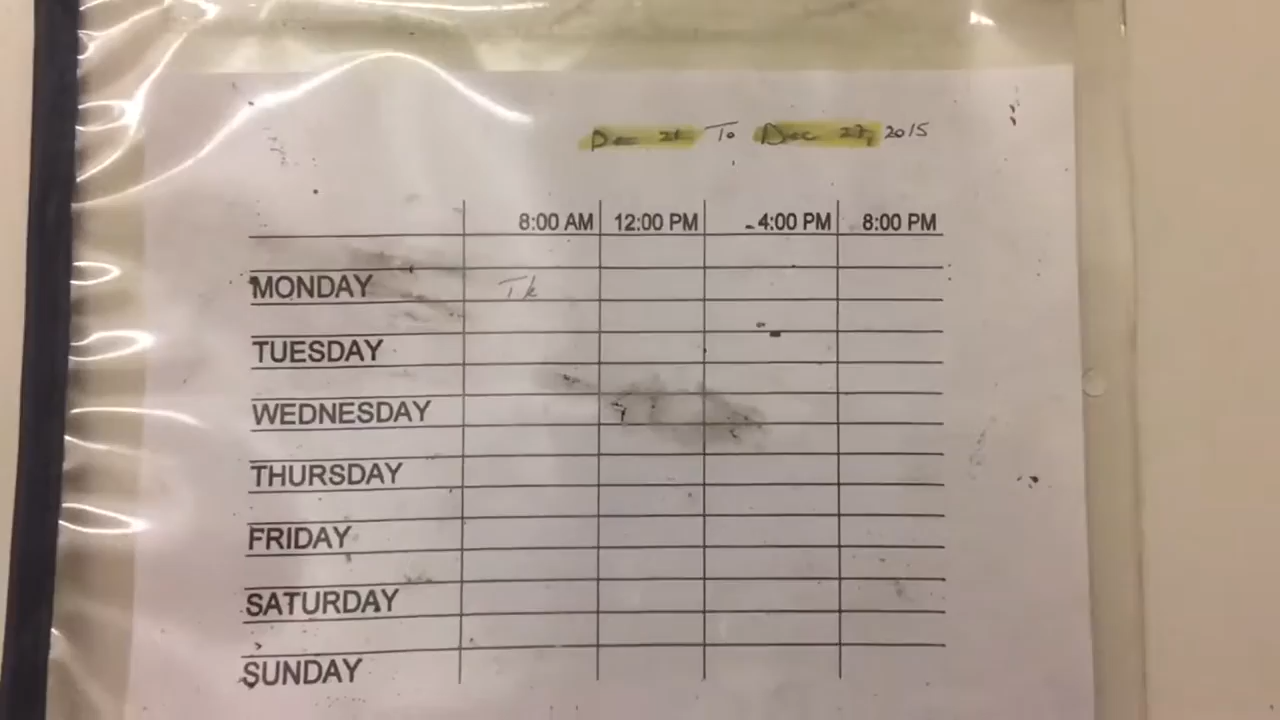 Dec 21 To Dec 27, 2015
8:00 AM 12:00 PM 4:00 PM 8:00 PM
MONDAY Tk
TUESDAY
WEDNESDAY
THURSDAY
FRIDAY
SATURDAY
SUNDAY